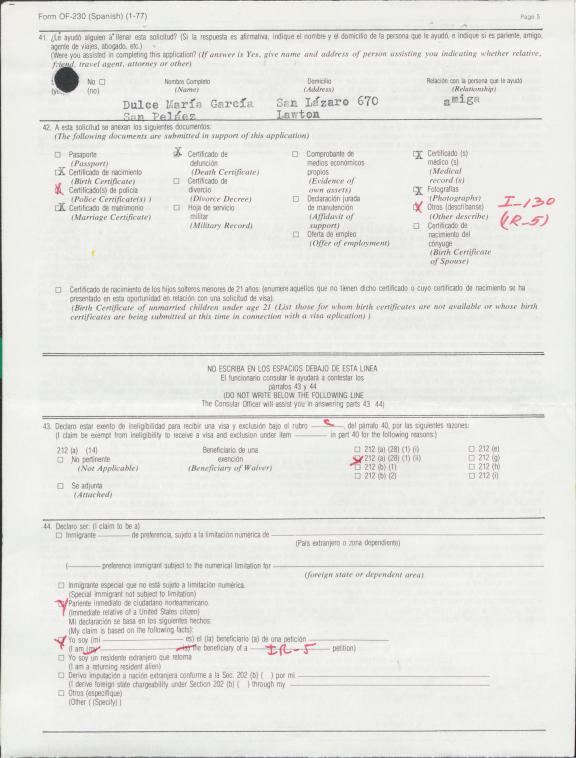 Form OF-230 (Spanish) (1-77) Page 5
41. ¿Le ayudó alguien a llenar esta solicitud? (Si la respuesta es afirmativa, indique el nombre y el domicilio de la persona que le ayudó, e indique si es pariente, amigo,
agente de viajes, abogado, etc.)
(Were you assisted in completing this application? (If answer is Yes, give name and address of person assisting you indicating whether relative,
friend, travel agent, attorney or other)
No ☐ Nombre Completo Domicilio Relación con la persona que le ayudó
(no) (Name) (Address) (Relationship)
Dulce María García San Lázaro 670 amiga
San Peláez Lawton
42. A esta solicitud se anexan los siguientes documentos:
(The following documents are submitted in support of this application)
☐ Pasaporte
(Passport)
☒ Certificado de nacimiento
(Birth Certificate)
☒ Certificado(s) de policía
(Police Certificate(s) )
☒ Certificado de matrimonio
(Marriage Certificate)
☒ Certificado de
defunción
(Death Certificate)
☐ Certificado de
divorcio
(Divorce Decree)
☐ Hoja de servicio
militar
(Military Record)
☐ Comprobante de
medios económicos
propios
(Evidence of
own assets)
☐ Declaración jurada
de manutención
(Affidavit of
support)
☐ Oferta de empleo
(Offer of employment)
☒ Certificado (s)
médico (s)
(Medical
record (s)
☒ Fotografías
(Photographs)
☒ Otros (descríbanse)
(Other describe)
☐ Certificado de
nacimiento del
cónyuge
(Birth Certificate
of Spouse)
I-130
(IR-5)
☐ Certificado de nacimiento de los hijos solteros menores de 21 años: (enumere aquellos que no tienen dicho certificado o cuyo certificado de nacimiento se ha
presentado en esta oportunidad en relación con una solicitud de visa).
(Birth Certificate of unmarried children under age 21 (List those for whom birth certificates are not available or whose birth
certificates are being submitted at this time in connection with a visa aplication) )
NO ESCRIBA EN LOS ESPACIOS DEBAJO DE ESTA LINEA
El funcionario consular le ayudará a contestar los
párrafos 43 y 44
(DO NOT WRITE BELOW THE FOLLOWING LINE
The Consular Officer will assist you in answering parts 43 44)
43. Declaro estar exento de ineligibilidad para recibir una visa y exclusión bajo el rubro ———, del párrafo 40, por las siguientes razones:
(I claim be exempt from ineligibility to receive a visa and exclusion under item ——— in part 40 for the following reasons:)
212 (a) (14)
☐ No pertinente
(Not Applicable)
☐ Se adjunta
(Attached)
Beneficiario de una
exención
(Beneficiary of Waiver)
☐ 212 (a) (28) (1) (i)
☒ 212 (a) (28) (1) (ii)
☐ 212 (b) (1)
☐ 212 (b) (2)
☐ 212 (e)
☐ 212 (g)
☐ 212 (h)
☐ 212 (i)
44. Declaro ser: (I claim to be a)
☐ Inmigrante ——— de preferencia, sujeto a la limitación numérica de ———
(País extranjero o zona dependiente)
(——— preference immigrant subject to the numerical limitation for ———
(foreign state or dependent area)
☐ Inmigrante especial que no está sujeto a limitación numérica.
(Special immigrant not subject to limitation)
☒ Pariente inmediato de ciudadano norteamericano.
(Immediate relative of a United States citizen)
Mi declaración se basa en los siguientes hechos:
(My claim is based on the following facts):
☒ Yo soy (mi ——— es) el (la) beneficiario (a) de una petición ———
(I am (my ——— is) the beneficiary of a IR-5 petition)
☐ Yo soy un residente extranjero que retorna
(I am a returning resident alien)
☐ Derivo imputación a nación extranjera conforme a la Sec. 202 (b) ( ) por mi ———
(I derive foreign state chargeability under Section 202 (b) ( ) through my ———
☐ Otros (especifique)
(Other ( (Specify) )